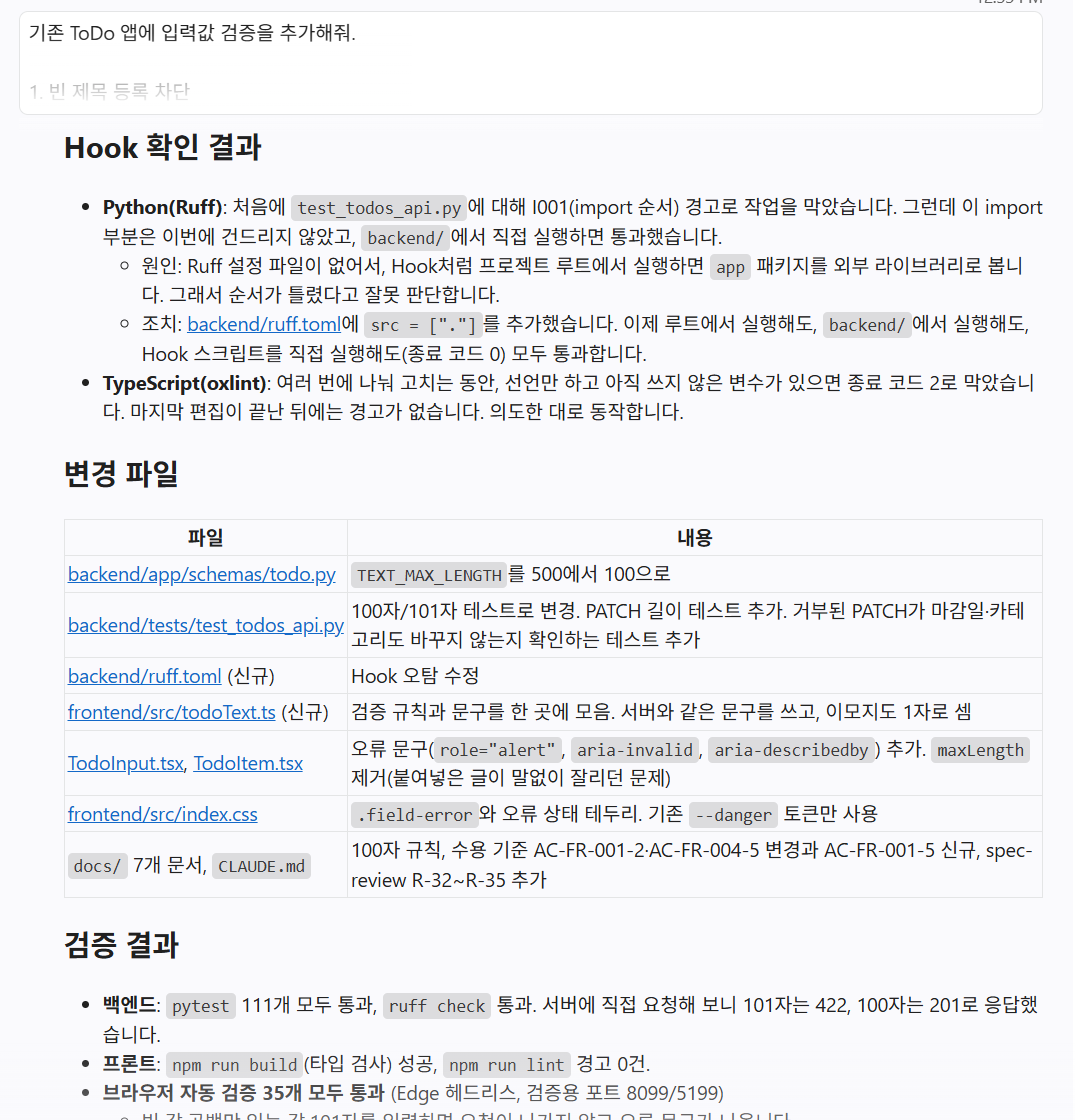 기존 ToDo 앱에 입력값 검증을 추가해줘.
1. 빈 제목 등록 차단
Hook 확인 결과
Python(Ruff): 처음에 test_todos_api.py에 대해 I001(import 순서) 경고로 작업을 막았습니다. 그런데 이 import
부분은 이번에 건드리지 않았고, backend/에서 직접 실행하면 통과했습니다.
원인: Ruff 설정 파일이 없어서, Hook처럼 프로젝트 루트에서 실행하면 app 패키지를 외부 라이브러리로 봅니
다. 그래서 순서가 틀렸다고 잘못 판단합니다.
조치: backend/ruff.toml에 src = ["."]를 추가했습니다. 이제 루트에서 실행해도, backend/에서 실행해도,
Hook 스크립트를 직접 실행해도(종료 코드 0) 모두 통과합니다.
TypeScript(oxlint): 여러 번에 나눠 고치는 동안, 선언만 하고 아직 쓰지 않은 변수가 있으면 종료 코드 2로 막았습니
다. 마지막 편집이 끝난 뒤에는 경고가 없습니다. 의도한 대로 동작합니다.
변경 파일
파일 내용
backend/app/schemas/todo.py TEXT_MAX_LENGTH를 500에서 100으로
backend/tests/test_todos_api.py 100자/101자 테스트로 변경. PATCH 길이 테스트 추가. 거부된 PATCH가 마감일·카테
고리도 바꾸지 않는지 확인하는 테스트 추가
backend/ruff.toml (신규) Hook 오탐 수정
frontend/src/todoText.ts (신규) 검증 규칙과 문구를 한 곳에 모음. 서버와 같은 문구를 쓰고, 이모지도 1자로 셈
TodoInput.tsx, TodoItem.tsx 오류 문구(role="alert", aria-invalid, aria-describedby) 추가. maxLength
제거(붙여넣은 글이 말없이 잘리던 문제)
frontend/src/index.css .field-error와 오류 상태 테두리. 기존 --danger 토큰만 사용
docs/ 7개 문서, CLAUDE.md 100자 규칙, 수용 기준 AC-FR-001-2·AC-FR-004-5 변경과 AC-FR-001-5 신규, spec-
review R-32~R-35 추가
검증 결과
백엔드: pytest 111개 모두 통과, ruff check 통과. 서버에 직접 요청해 보니 101자는 422, 100자는 201로 응답했
습니다.
프론트: npm run build(타입 검사) 성공, npm run lint 경고 0건.
브라우저 자동 검증 35개 모두 통과 (Edge 헤드리스, 검증용 포트 8099/5199)